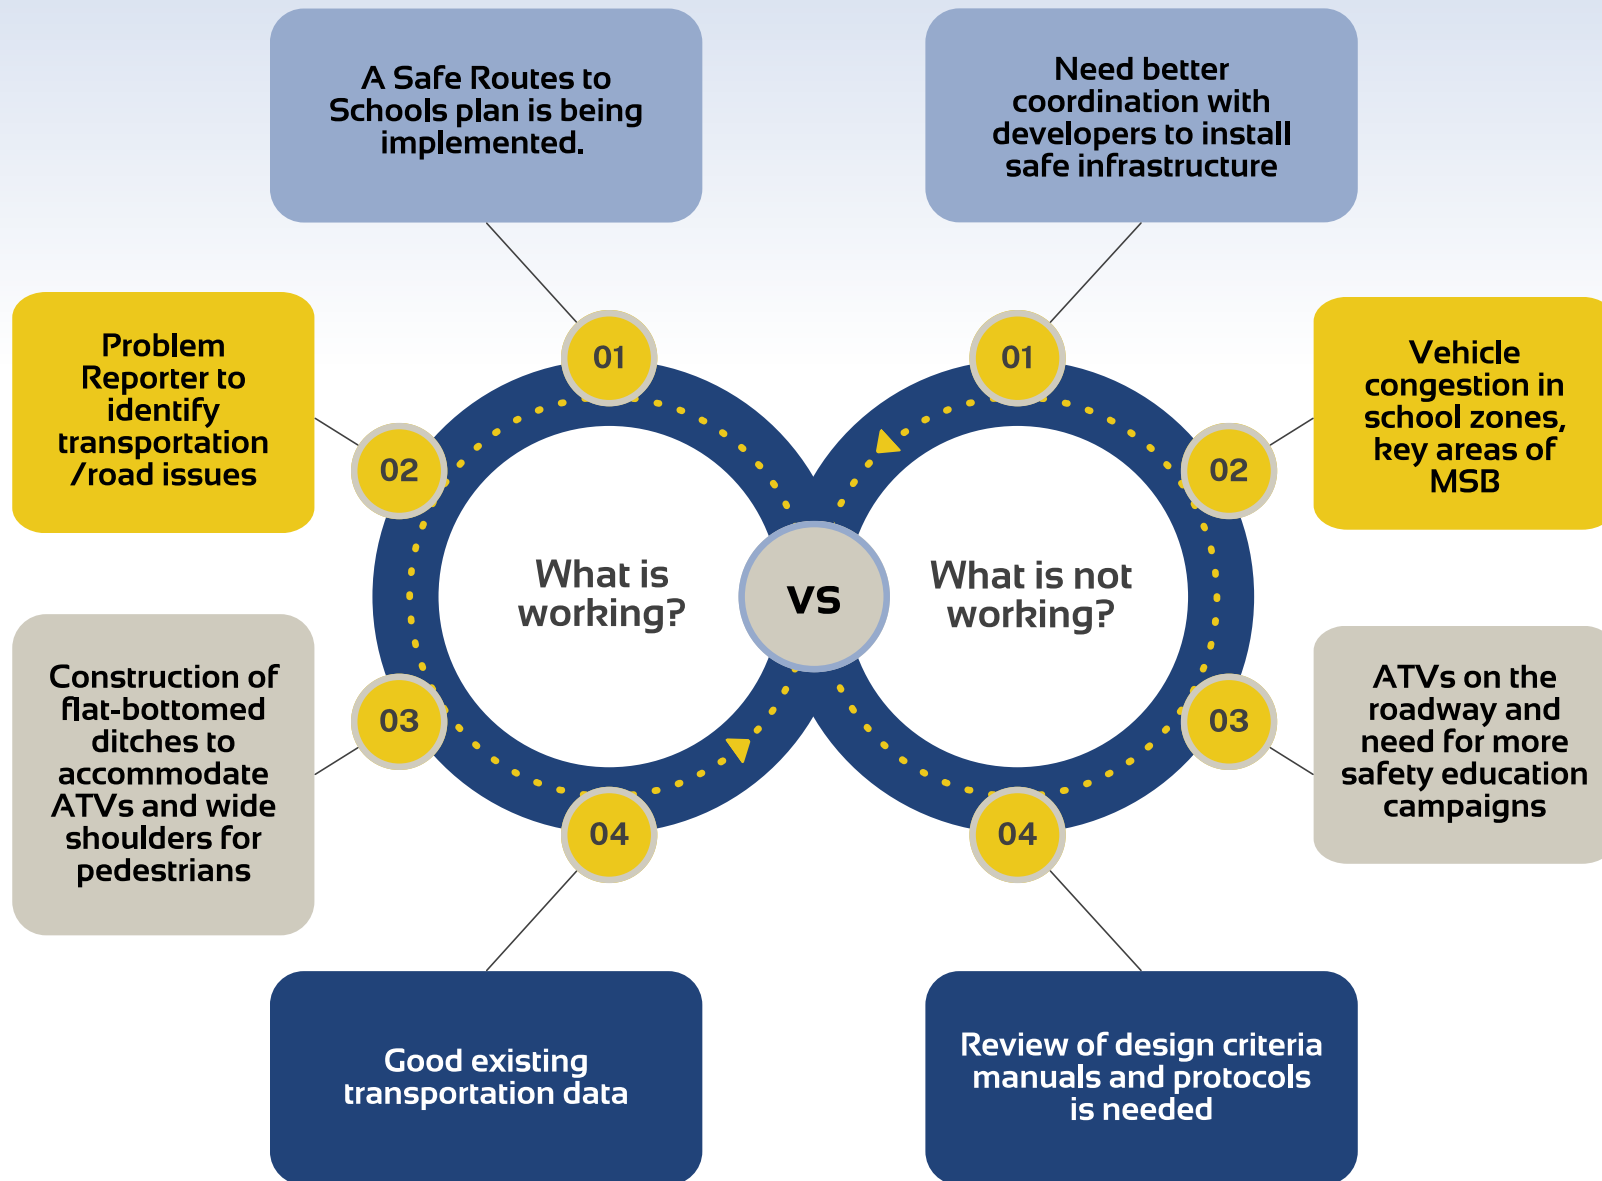 A Safe Routes to
Schools plan is being
implemented.
Need better
coordination with
developers to install
safe infrastructure
Problem
Reporter to
identify
transportation
/road issues
01
02
03
04
What is
working?
VS
01
02
03
04
What is not
working?
Vehicle
congestion in
school zones,
key areas of
MSB
Construction of
flat-bottomed
ditches to
accommodate
ATVs and wide
shoulders for
pedestrians
ATVs on the
roadway and
need for more
safety education
campaigns
Good existing
transportation data
Review of design criteria
manuals and protocols
is needed